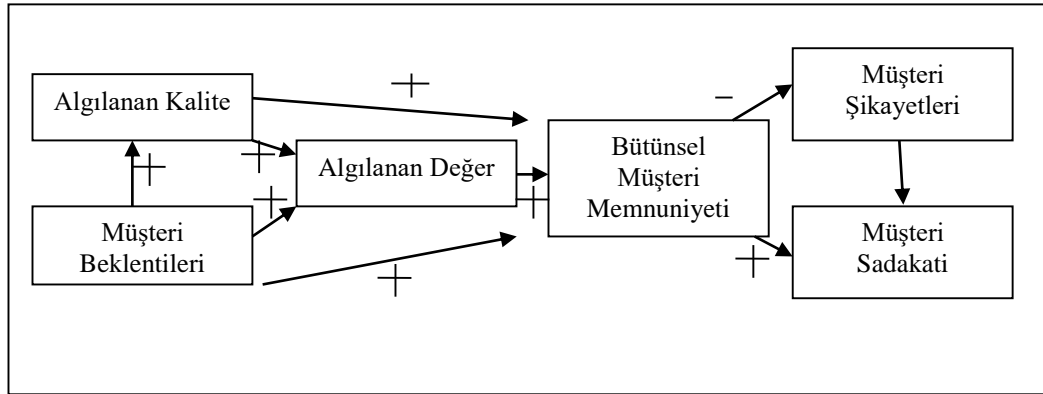 Algılanan Kalite
+
+
+
Müşteri
Beklentileri
+
+
Algılanan Değer
+
Bütünsel
Müşteri
Memnuniyeti
−
+
Müşteri
Şikayetleri
Müşteri
Sadakati